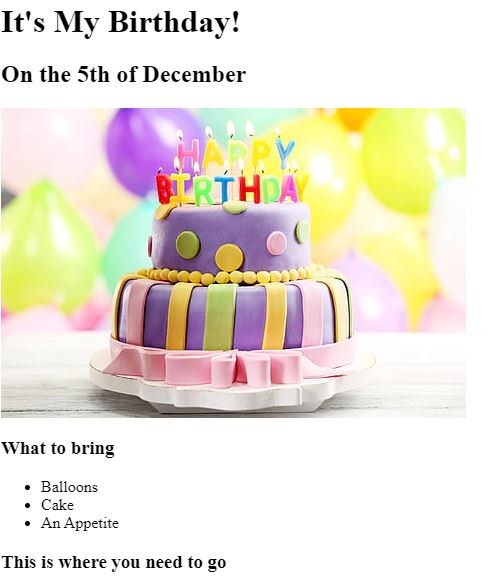 It's My Birthday!
On the 5th of December
HAPPY
BIRTHDAY
What to bring
Balloons
Cake
An Appetite
This is where you need to go